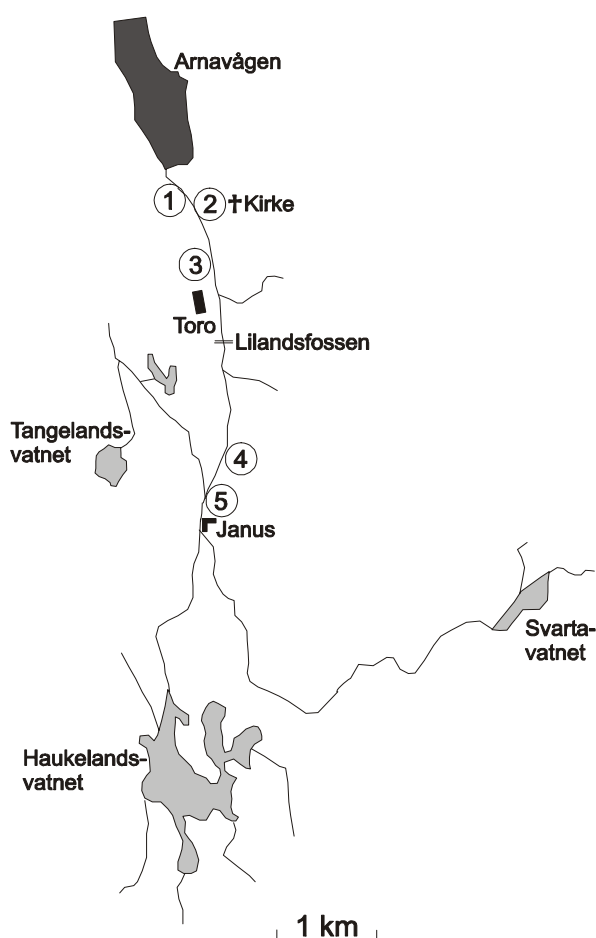 Arnavågen
1
2
Kirke
3
Toro
Lilandsfossen
Tangelands-
vatnet
4
5
Janus
Svarta-
vatnet
Haukelands-
vatnet
1 km